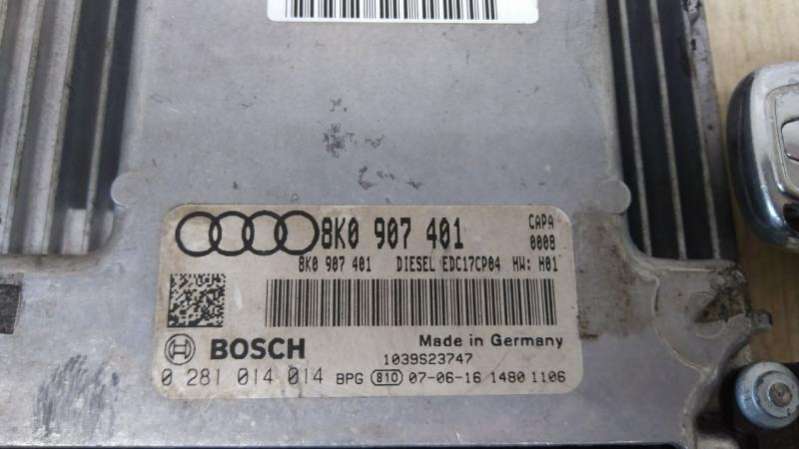 8K0 907 401 CAPA
0008
8K0 907 401 DIESEL EDC17CP04 HW: H01
Made in Germany
BOSCH 1039S23747
0 281 014 014 BPG 810 07-06-16 1480 1106